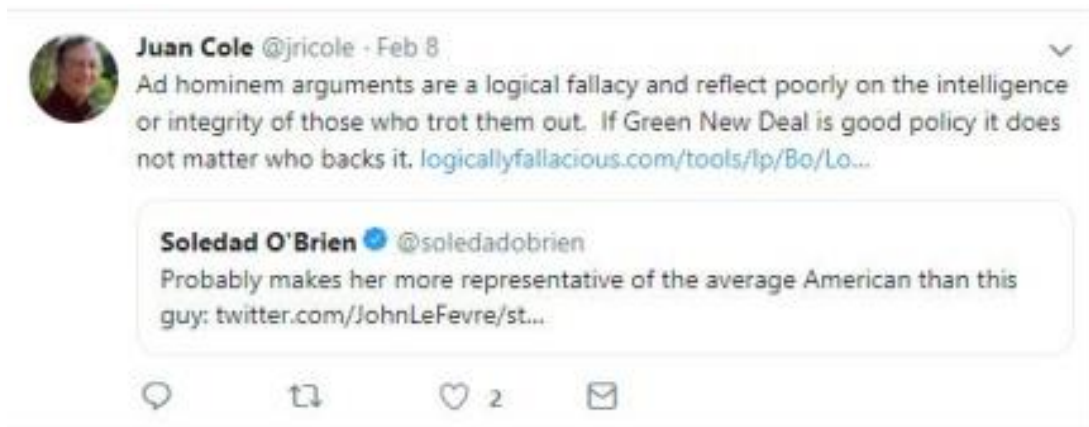 Juan Cole @jricole · Feb 8
Ad hominem arguments are a logical fallacy and reflect poorly on the intelligence
or integrity of those who trot them out. If Green New Deal is good policy it does
not matter who backs it. logicallyfallacious.com/tools/lp/Bo/Lo...
Soledad O'Brien @soledadobrien
Probably makes her more representative of the average American than this
guy: twitter.com/JohnLeFevre/st...
2